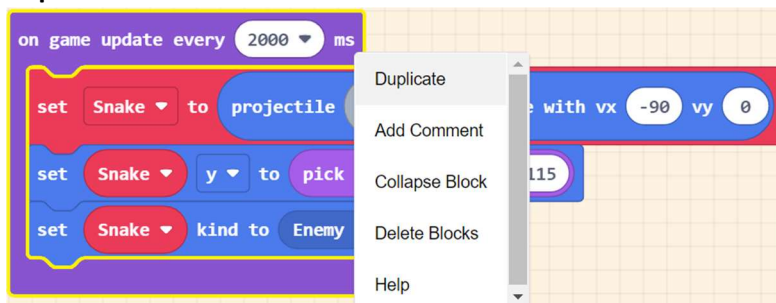 on game update every 2000 ms
set Snake to projectile with vx -90 vy 0
set Snake y to pick 115
set Snake kind to Enemy
Duplicate
Add Comment
Collapse Block
Delete Blocks
Help